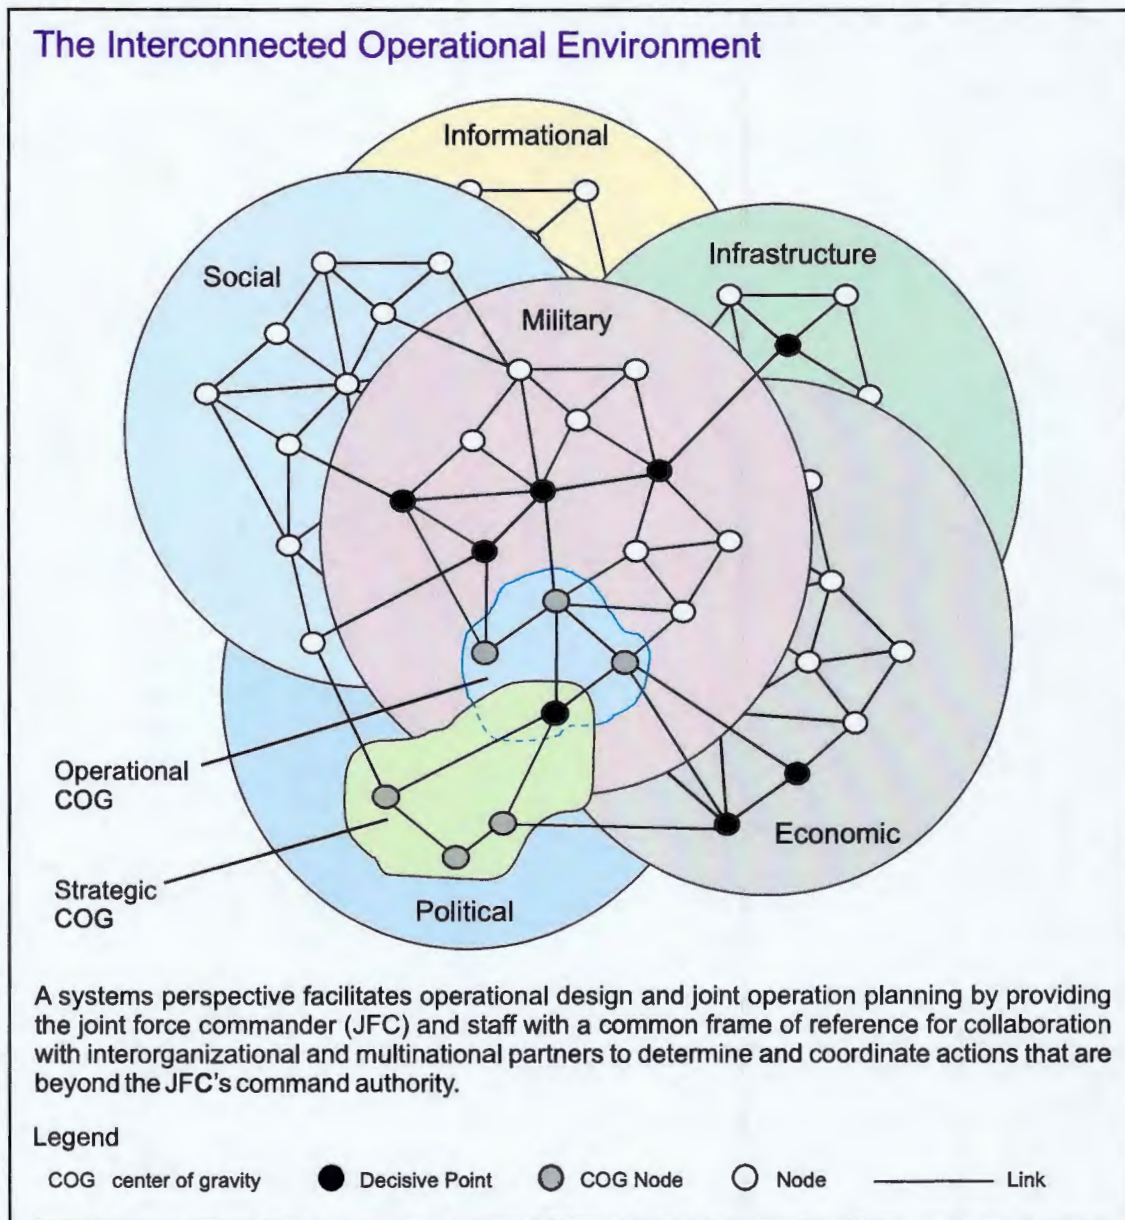 The Interconnected Operational Environment
Informational
Infrastructure
Social
Military
Operational
COG
Economic
Strategic
COG
Political
A systems perspective facilitates operational design and joint operation planning by providing
the joint force commander (JFC) and staff with a common frame of reference for collaboration
with interorganizational and multinational partners to determine and coordinate actions that are
beyond the JFC's command authority.
Legend
COG center of gravity Decisive Point COG Node Node Link